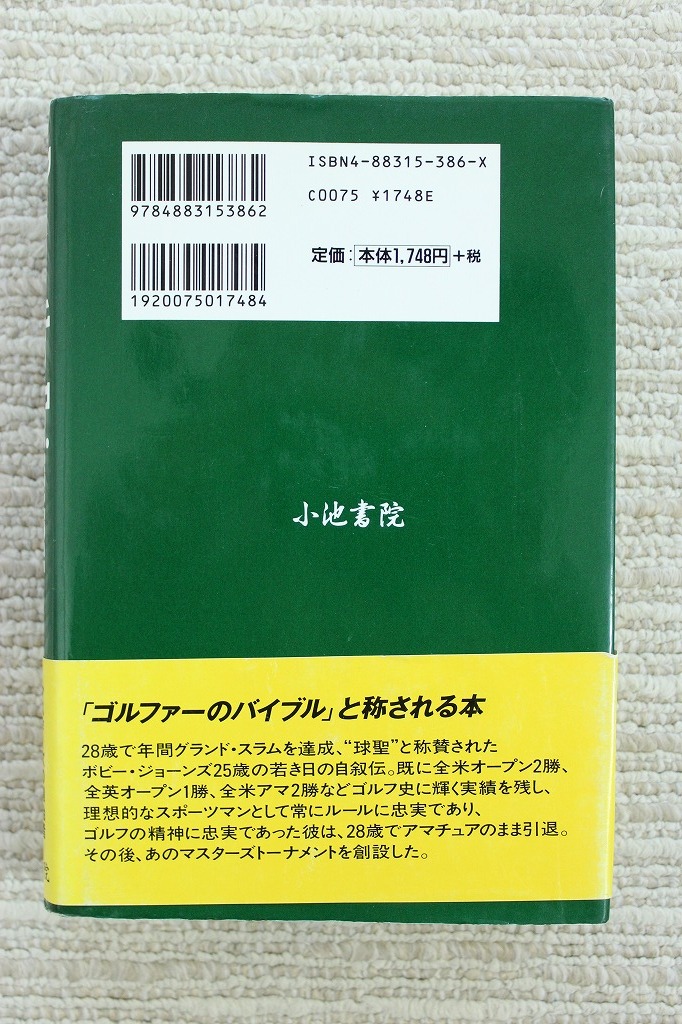 ISBN4-88315-386-X
9784883153862
C0075 ¥1748E
定価：本体1,748円+税
1920075017484
小池書院
「ゴルファーのバイブル」と称される本
28歳で年間グランド・スラムを達成、“球聖”と称賛された
ボビー・ジョーンズ25歳の若き日の自叙伝。既に全米オープン2勝、
全英オープン1勝、全米アマ2勝などゴルフ史に輝く実績を残し、
理想的なスポーツマンとして常にルールに忠実であり、
ゴルフの精神に忠実であった彼は、28歳でアマチュアのまま引退。
その後、あのマスターズトーナメントを創設した。
院